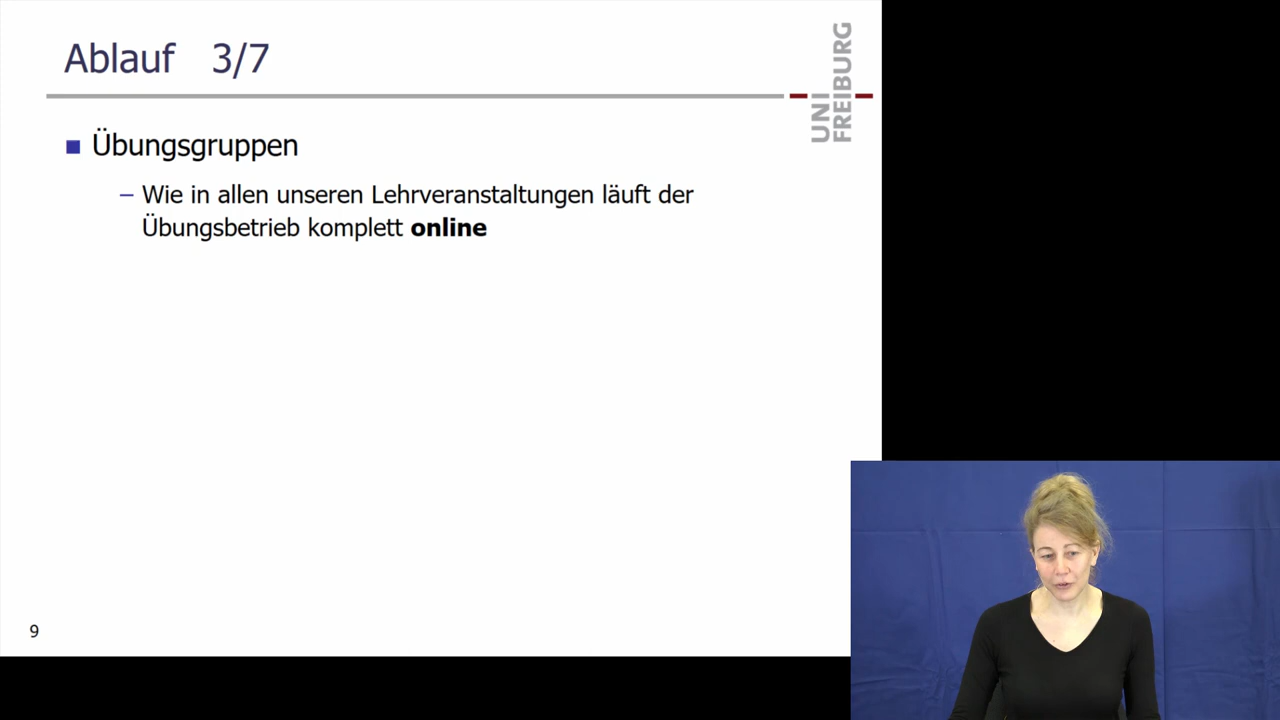 Ablauf 3/7
UNI
FREIBURG
Übungsgruppen
– Wie in allen unseren Lehrveranstaltungen läuft der
Übungsbetrieb komplett online
9